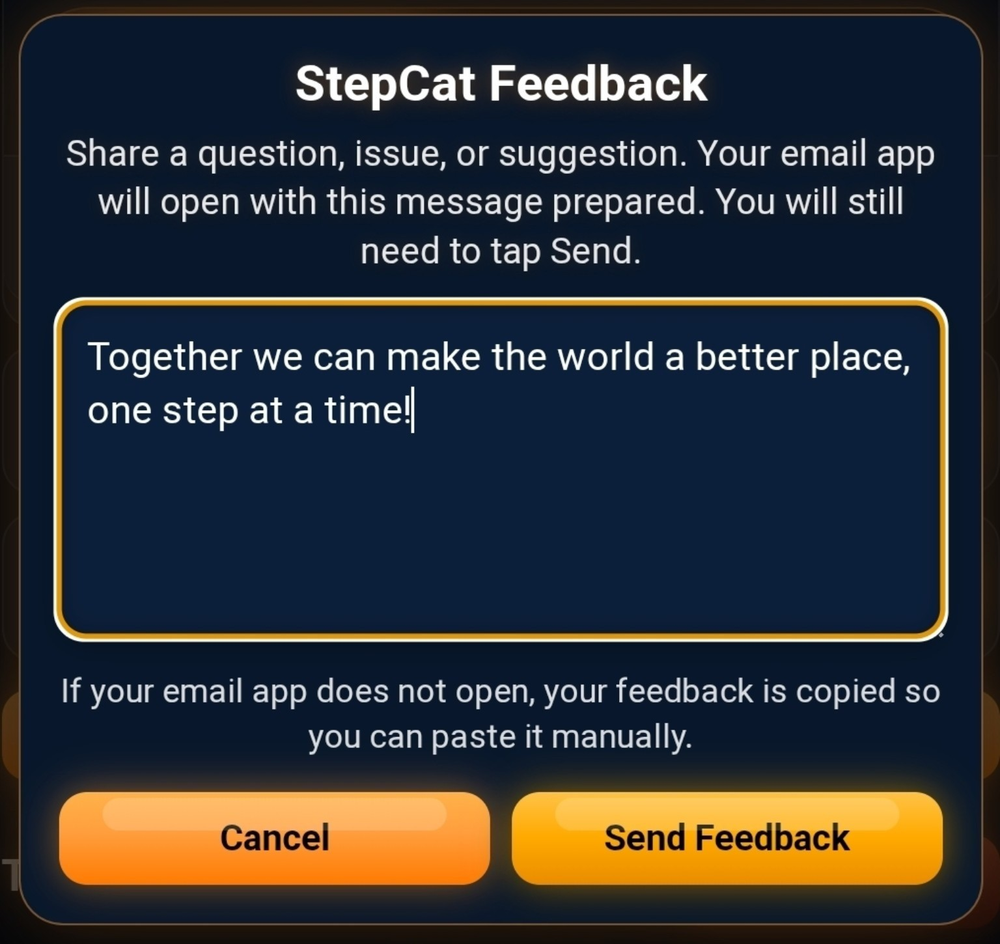 StepCat Feedback
Share a question, issue, or suggestion. Your email app
will open with this message prepared. You will still
need to tap Send.
Together we can make the world a better place,
one step at a time!
If your email app does not open, your feedback is copied so
you can paste it manually.
Cancel
Send Feedback
T